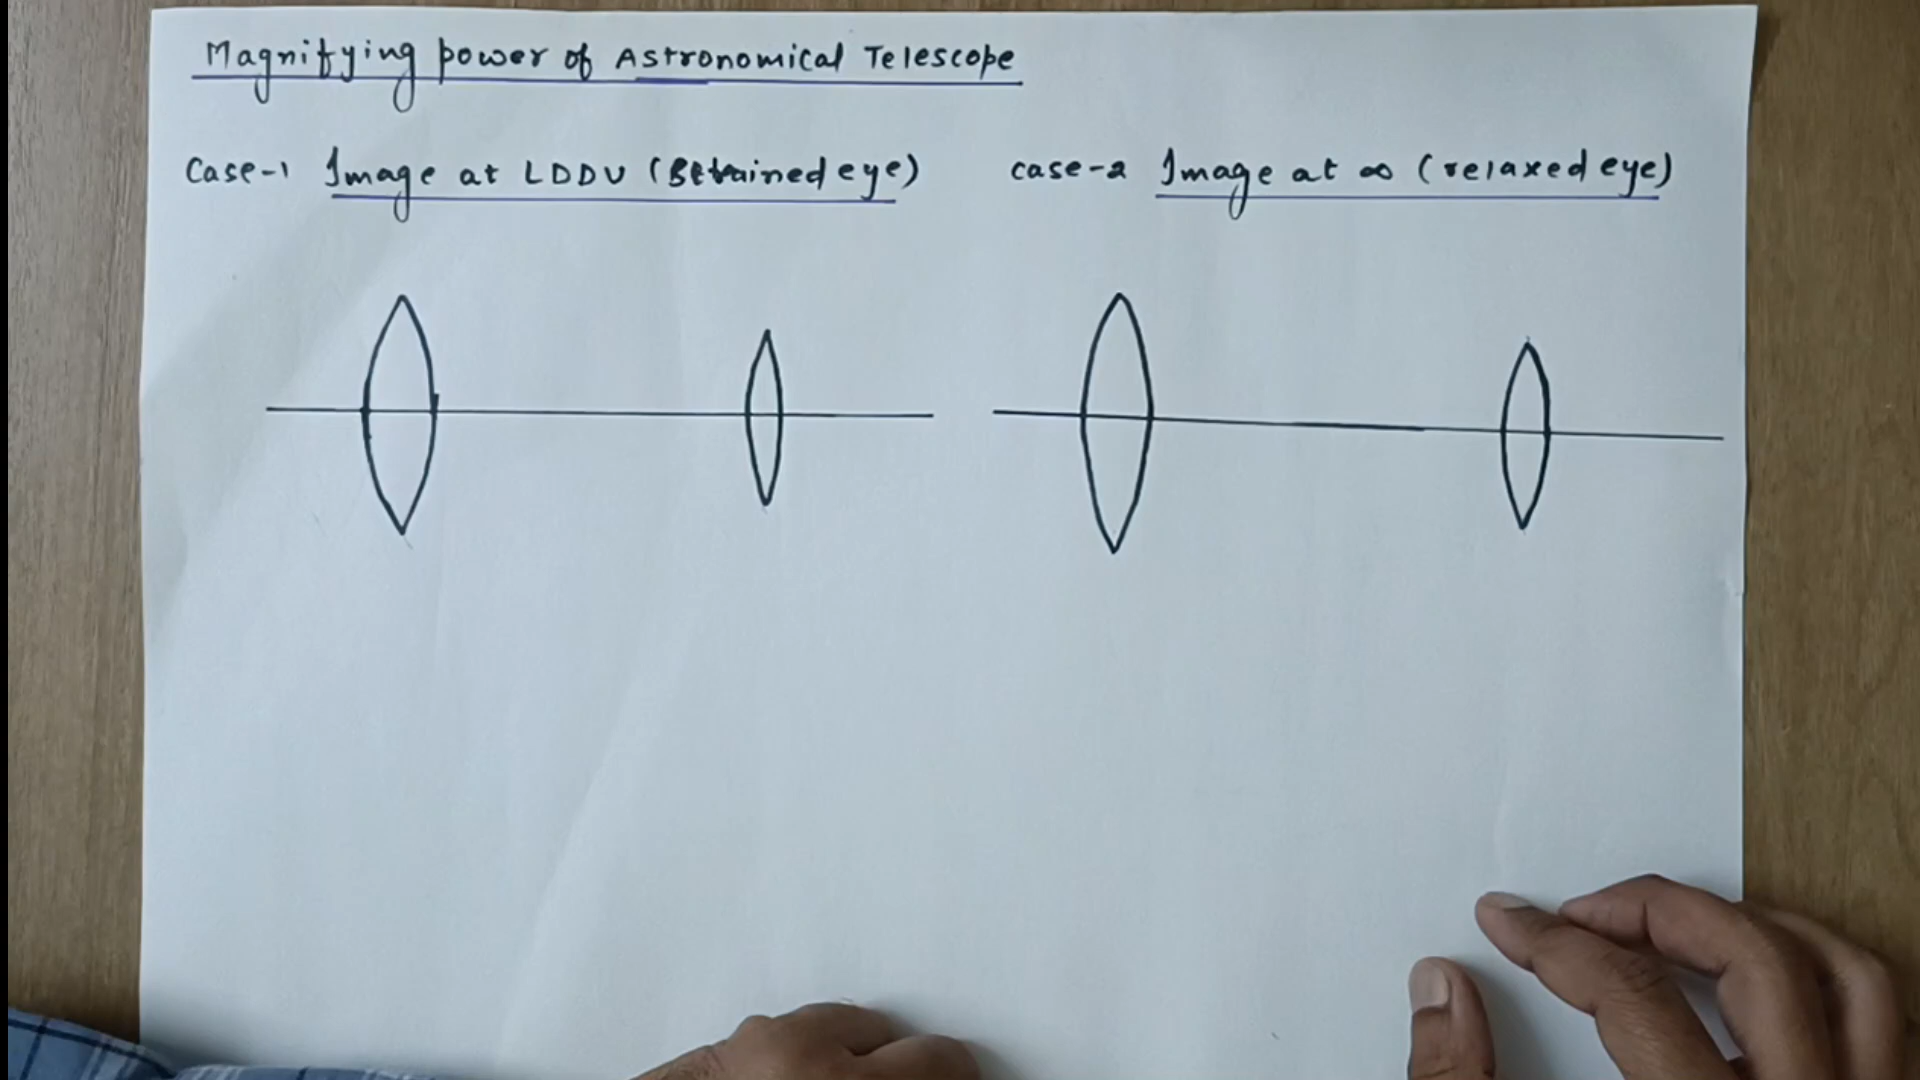 Magnifying power of Astronomical Telescope
Case-1 Image at LDDV (Strained eye)
case-2 Image at ∞ (relaxed eye)